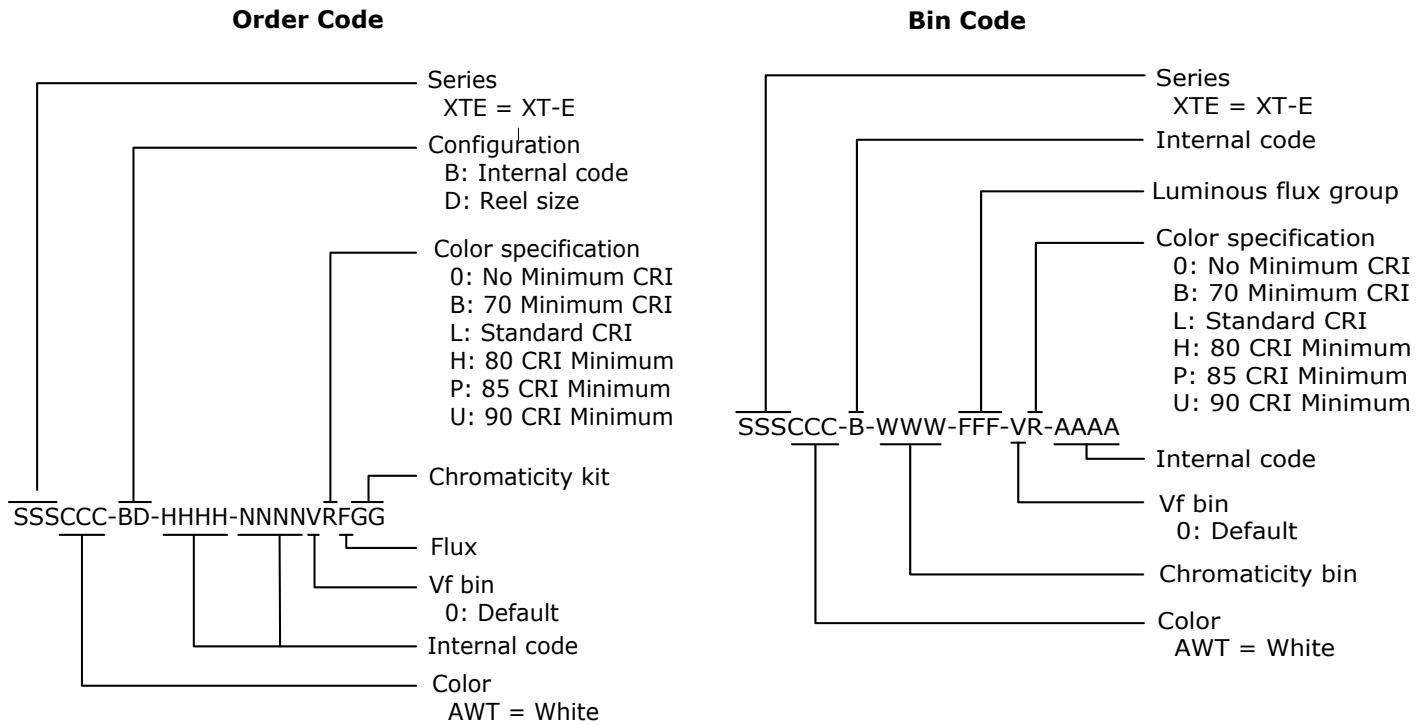 Order Code
Series
XTE = XT-E
Configuration
B: Internal code
D: Reel size
Color specification
0: No Minimum CRI
B: 70 Minimum CRI
L: Standard CRI
H: 80 CRI Minimum
P: 85 CRI Minimum
U: 90 CRI Minimum
Chromaticity kit
SSSCCC-BD-HHHH-NNNNVRFGG
Flux
Vf bin
0: Default
Internal code
Color
AWT = White
Bin Code
Series
XTE = XT-E
Internal code
Luminous flux group
Color specification
0: No Minimum CRI
B: 70 Minimum CRI
L: Standard CRI
H: 80 CRI Minimum
P: 85 CRI Minimum
U: 90 CRI Minimum
SSSCCC-B-WWW-FFF-VR-AAAA
Internal code
Vf bin
0: Default
Chromaticity bin
Color
AWT = White